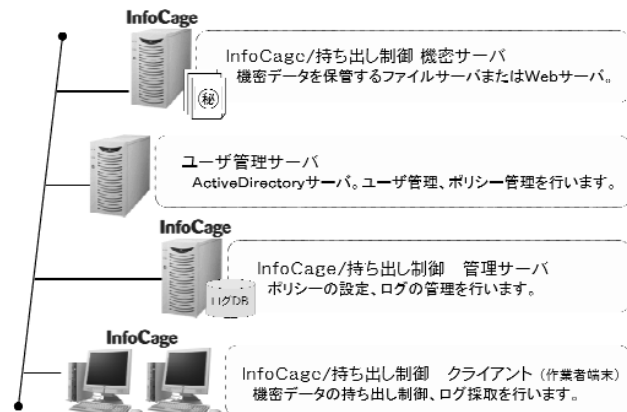 InfoCage
InfoCage/持ち出し制御 機密サーバ
機密データを保管するファイルサーバまたはWebサーバ。
秘
ユーザ管理サーバ
ActiveDirectoryサーバ。ユーザ管理、ポリシー管理を行います。
InfoCage
InfoCage/持ち出し制御 管理サーバ
ポリシーの設定、ログの管理を行います。
ログDB
InfoCage
InfoCage/持ち出し制御 クライアント（作業者端末）
機密データの持ち出し制御、ログ採取を行います。